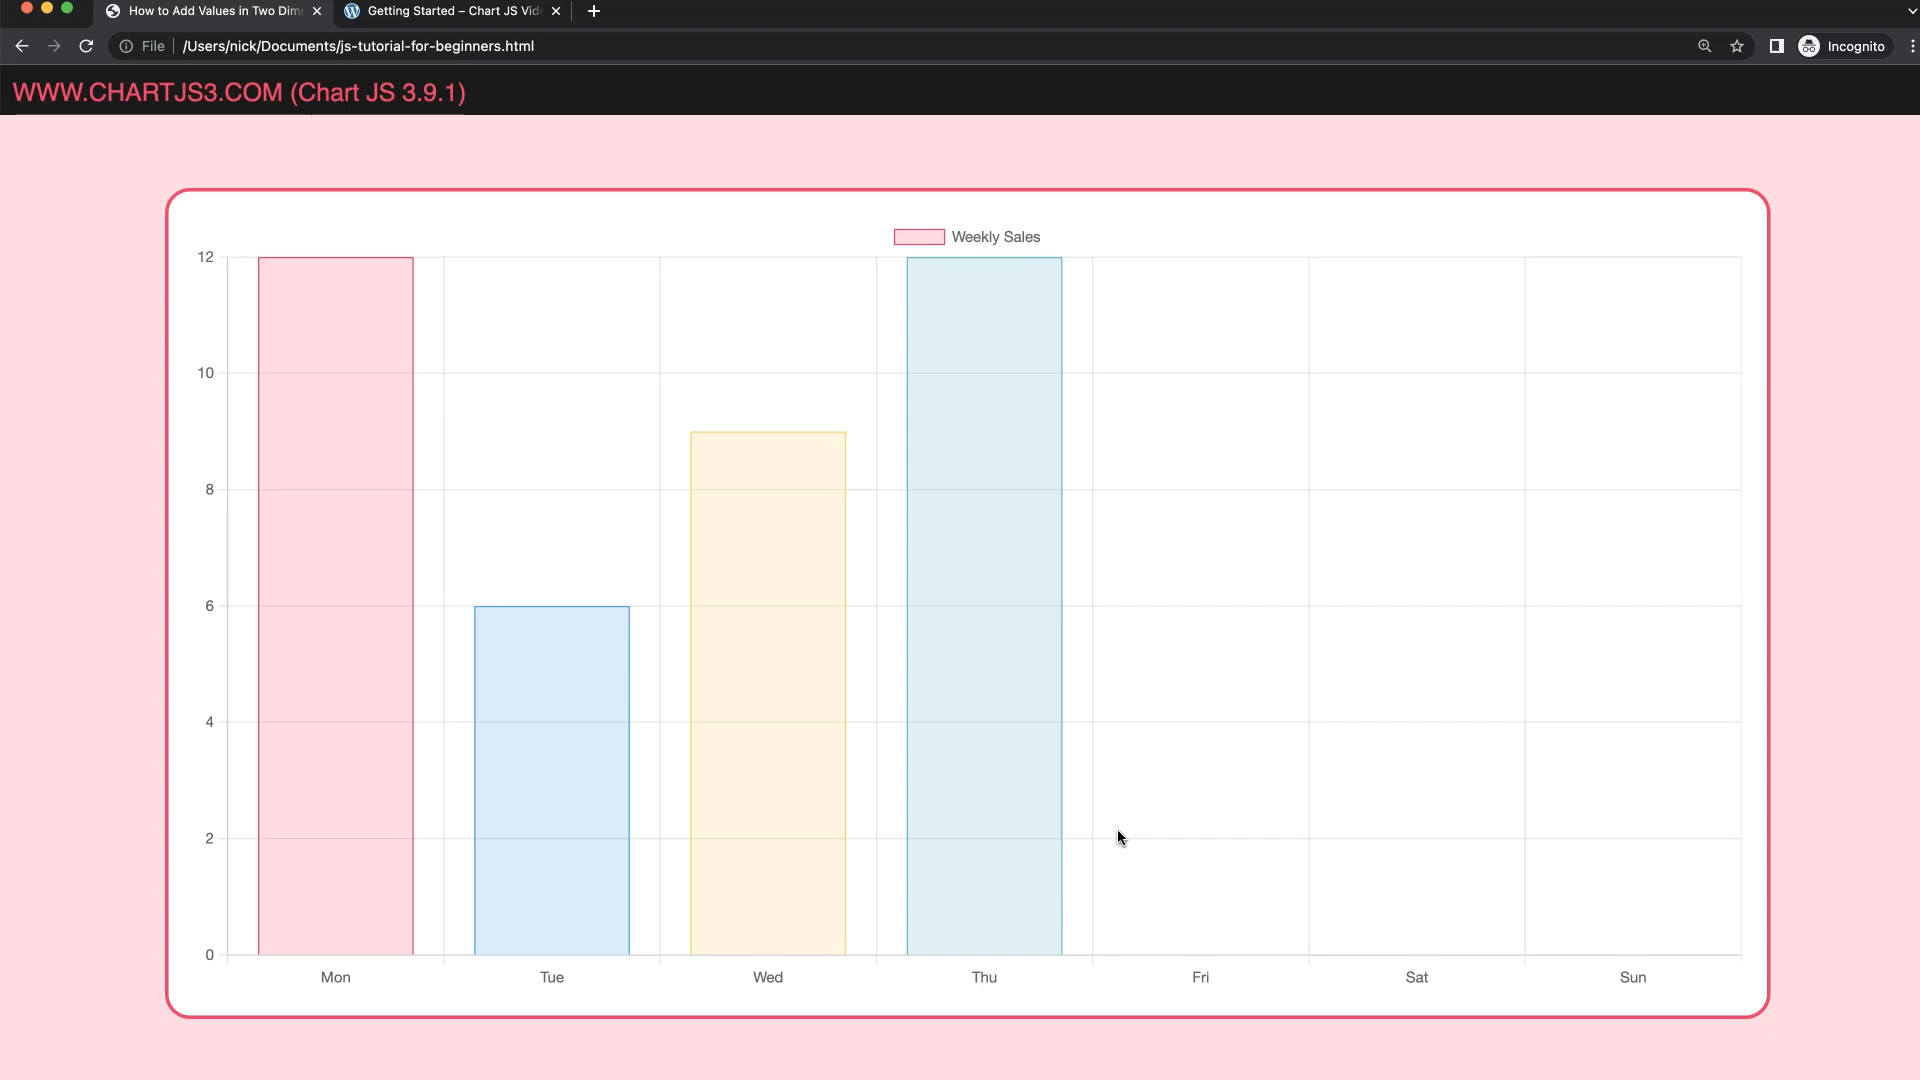 How to Add Values in Two Dim
Getting Started – Chart JS Vid
File
/Users/nick/Documents/js-tutorial-for-beginners.html
Incognito
WWW.CHARTJS3.COM (Chart JS 3.9.1)
Weekly Sales
12
10
8
6
4
2
0
Mon Tue Wed Thu Fri Sat Sun